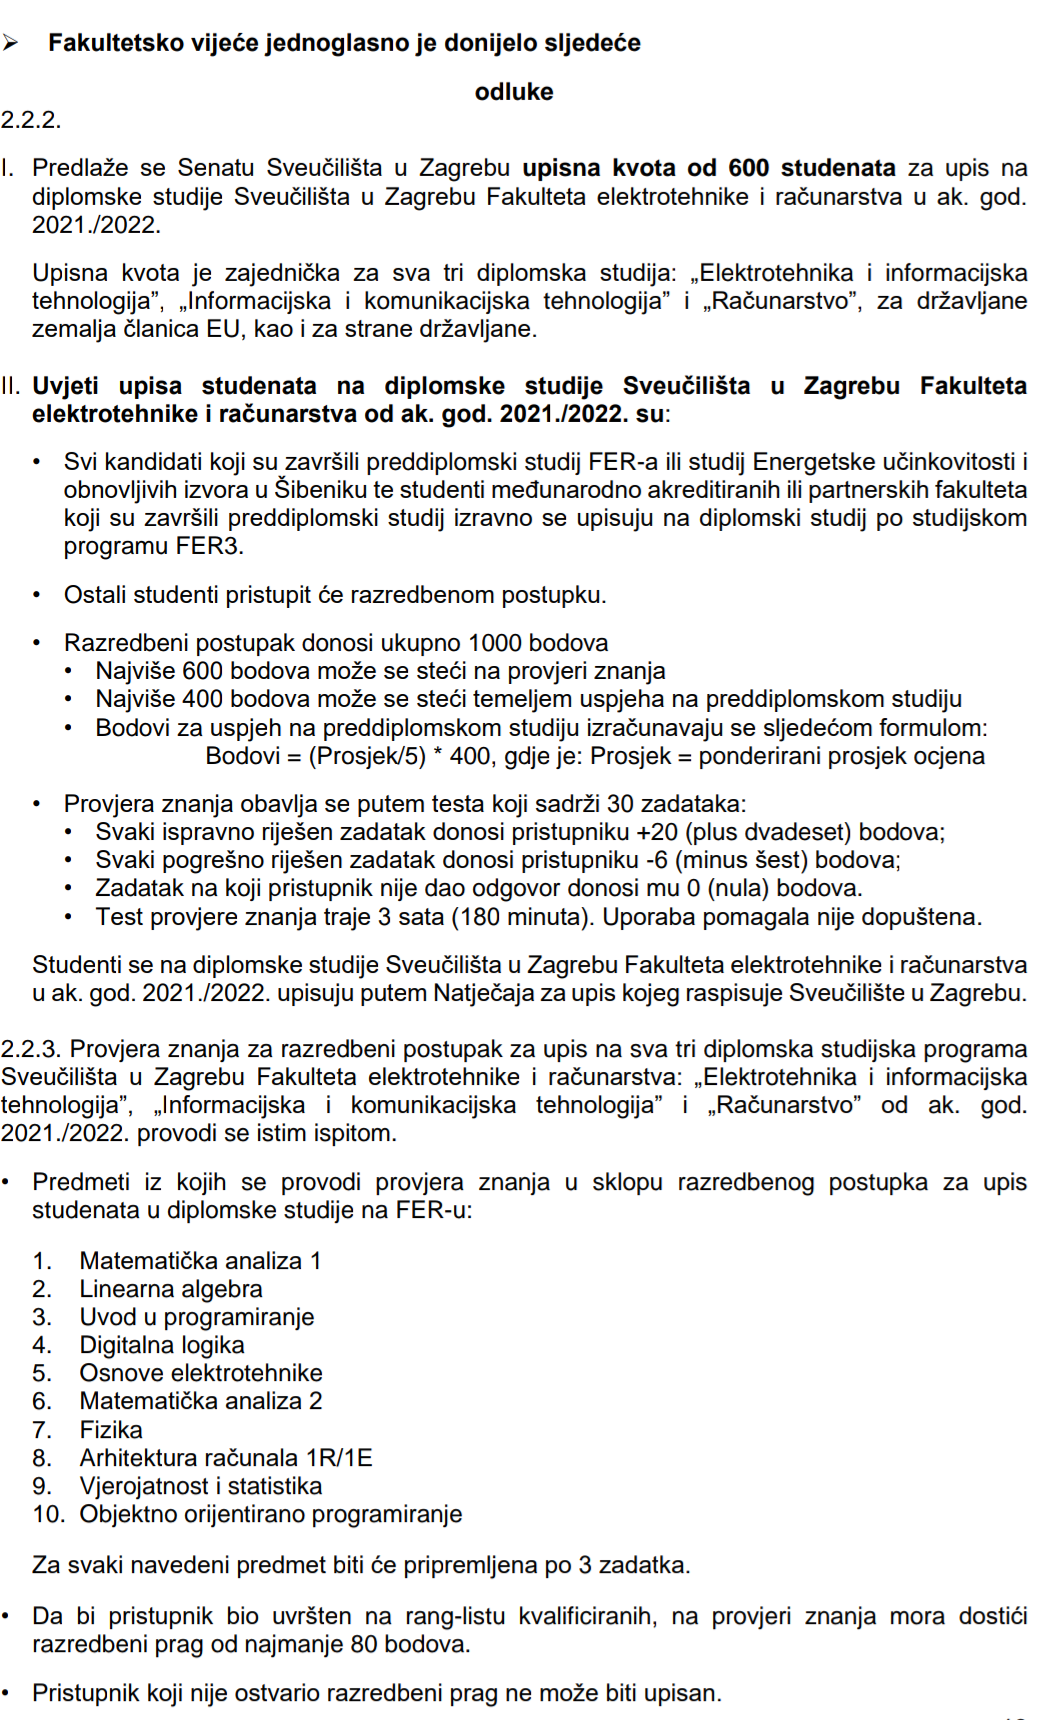 ➢ Fakultetsko vijeće jednoglasno je donijelo sljedeće
odluke
2.2.2.
I. Predlaže se Senatu Sveučilišta u Zagrebu upisna kvota od 600 studenata za upis na
diplomske studije Sveučilišta u Zagrebu Fakulteta elektrotehnike i računarstva u ak. god.
2021./2022.
Upisna kvota je zajednička za sva tri diplomska studija: „Elektrotehnika i informacijska
tehnologija”, „Informacijska i komunikacijska tehnologija” i „Računarstvo”, za državljane
zemalja članica EU, kao i za strane državljane.
II. Uvjeti upisa studenata na diplomske studije Sveučilišta u Zagrebu Fakulteta
elektrotehnike i računarstva od ak. god. 2021./2022. su:
• Svi kandidati koji su završili preddiplomski studij FER-a ili studij Energetske učinkovitosti i
obnovljivih izvora u Šibeniku te studenti međunarodno akreditiranih ili partnerskih fakulteta
koji su završili preddiplomski studij izravno se upisuju na diplomski studij po studijskom
programu FER3.
• Ostali studenti pristupit će razredbenom postupku.
• Razredbeni postupak donosi ukupno 1000 bodova
• Najviše 600 bodova može se steći na provjeri znanja
• Najviše 400 bodova može se steći temeljem uspjeha na preddiplomskom studiju
• Bodovi za uspjeh na preddiplomskom studiju izračunavaju se sljedećom formulom:
Bodovi = (Prosjek/5) * 400, gdje je: Prosjek = ponderirani prosjek ocjena
• Provjera znanja obavlja se putem testa koji sadrži 30 zadataka:
• Svaki ispravno riješen zadatak donosi pristupniku +20 (plus dvadeset) bodova;
• Svaki pogrešno riješen zadatak donosi pristupniku -6 (minus šest) bodova;
• Zadatak na koji pristupnik nije dao odgovor donosi mu 0 (nula) bodova.
• Test provjere znanja traje 3 sata (180 minuta). Uporaba pomagala nije dopuštena.
Studenti se na diplomske studije Sveučilišta u Zagrebu Fakulteta elektrotehnike i računarstva
u ak. god. 2021./2022. upisuju putem Natječaja za upis kojeg raspisuje Sveučilište u Zagrebu.
2.2.3. Provjera znanja za razredbeni postupak za upis na sva tri diplomska studijska programa
Sveučilišta u Zagrebu Fakulteta elektrotehnike i računarstva: „Elektrotehnika i informacijska
tehnologija”, „Informacijska i komunikacijska tehnologija” i „Računarstvo” od ak. god.
2021./2022. provodi se istim ispitom.
• Predmeti iz kojih se provodi provjera znanja u sklopu razredbenog postupka za upis
studenata u diplomske studije na FER-u:
1. Matematička analiza 1
2. Linearna algebra
3. Uvod u programiranje
4. Digitalna logika
5. Osnove elektrotehnike
6. Matematička analiza 2
7. Fizika
8. Arhitektura računala 1R/1E
9. Vjerojatnost i statistika
10. Objektno orijentirano programiranje
Za svaki navedeni predmet biti će pripremljena po 3 zadatka.
• Da bi pristupnik bio uvršten na rang-listu kvalificiranih, na provjeri znanja mora dostići
razredbeni prag od najmanje 80 bodova.
• Pristupnik koji nije ostvario razredbeni prag ne može biti upisan.